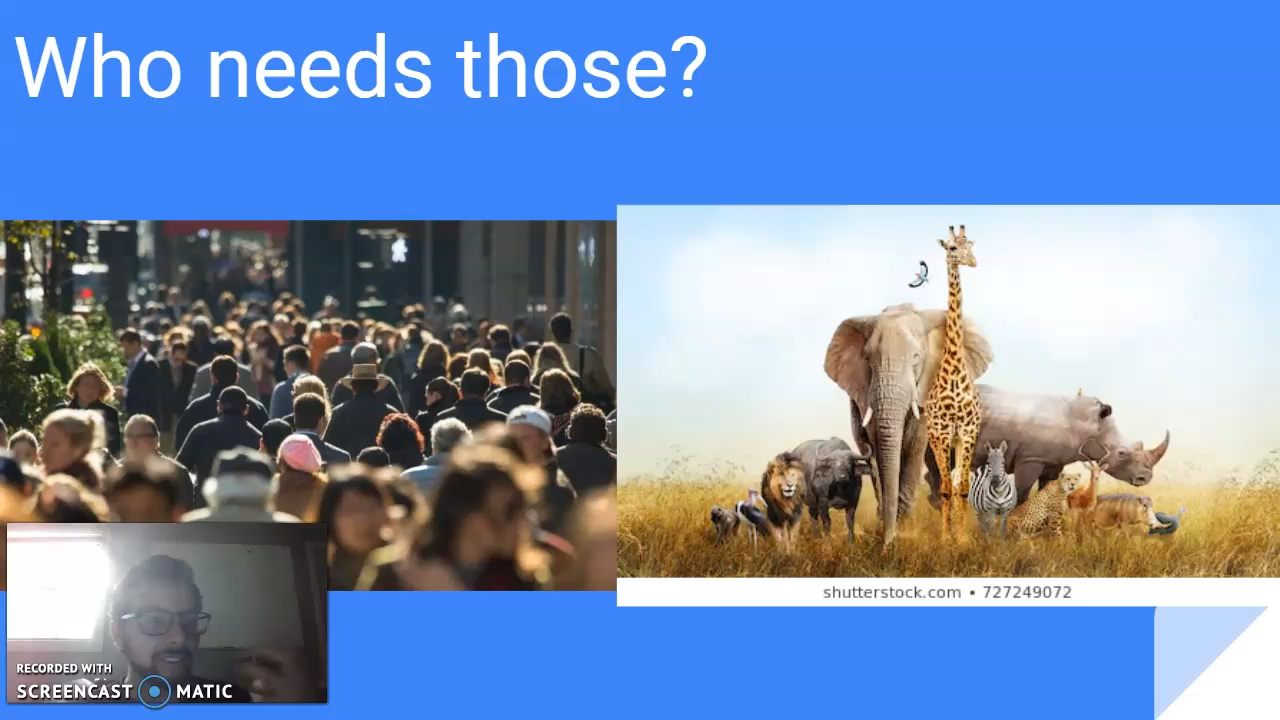 Who needs those?
shutterstock.com • 727249072
RECORDED WITH
SCREENCAST MATIC